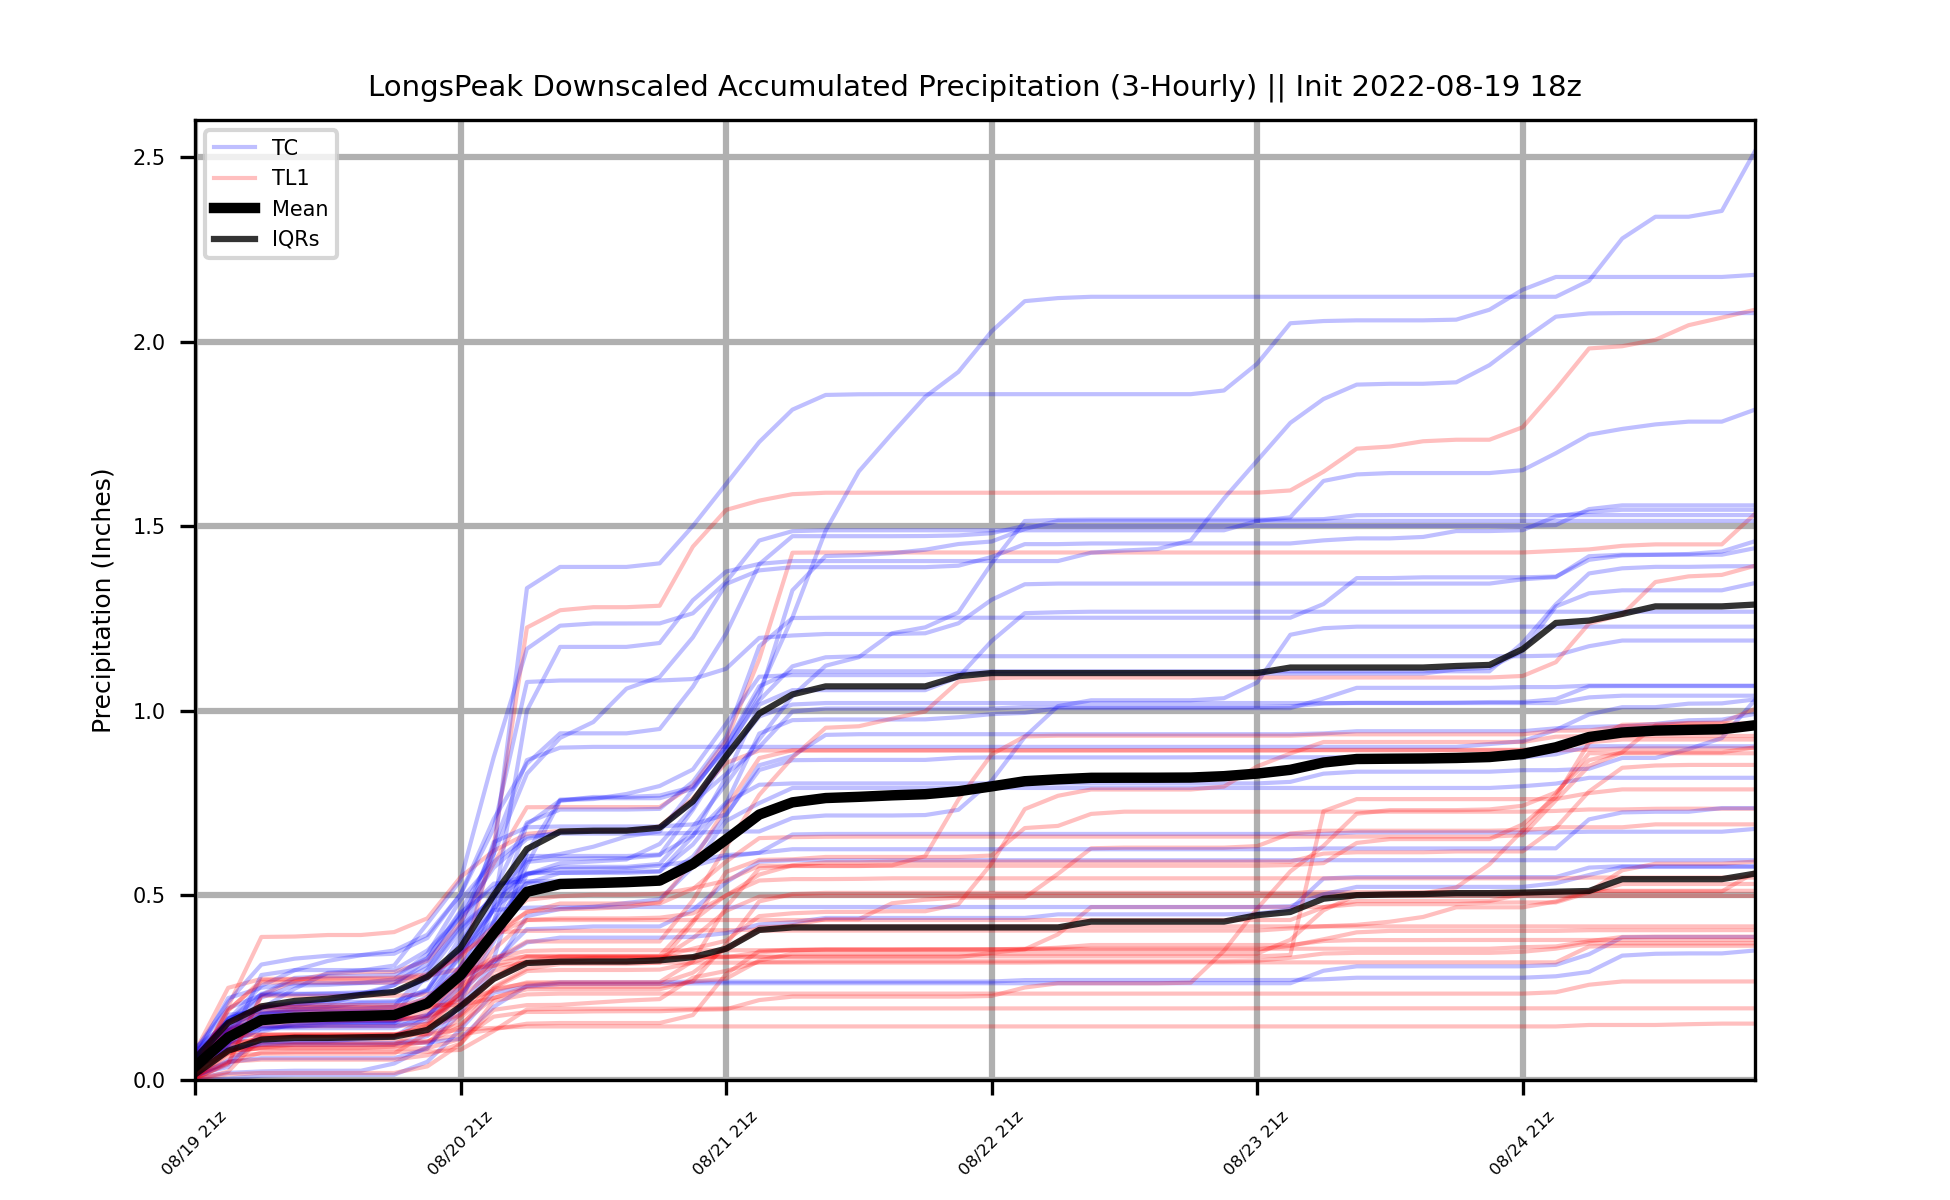 LongsPeak Downscaled Accumulated Precipitation (3-Hourly) || Init 2022-08-19 18z
TC
TL1
Mean
IQRs
Precipitation (Inches)
2.5
2.0
1.5
1.0
0.5
0.0
08/19 21z
08/20 21z
08/21 21z
08/22 21z
08/23 21z
08/24 21z